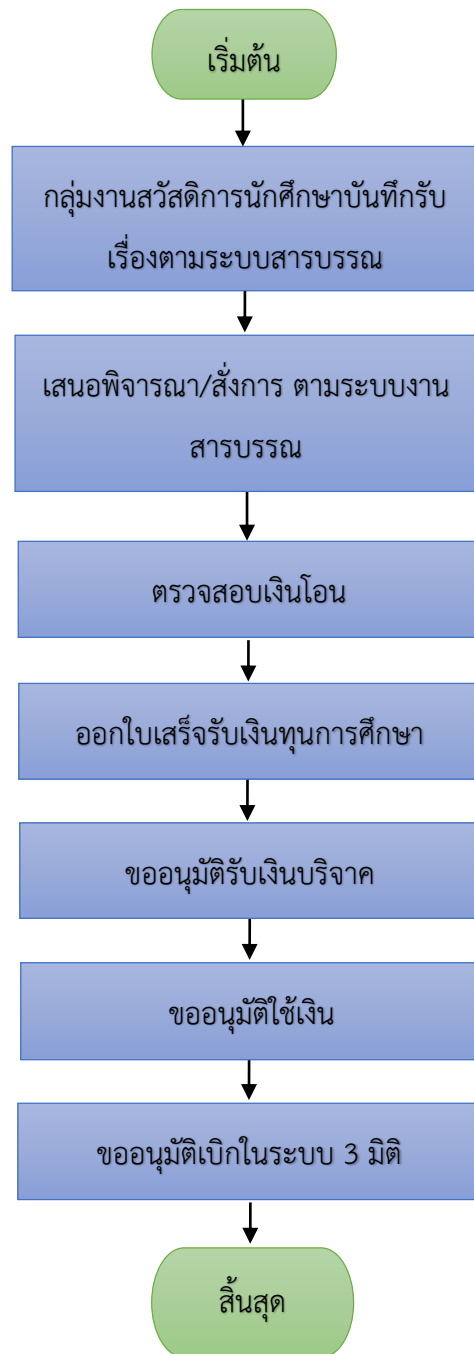 เริ่มต้น
กลุ่มงานสวัสดิการนักศึกษาบันทึกรับ
เรื่องตามระบบสารบรรณ
เสนอพิจารณา/สั่งการ ตามระบบงาน
สารบรรณ
ตรวจสอบเงินโอน
ออกใบเสร็จรับเงินทุนการศึกษา
ขออนุมัติรับเงินบริจาค
ขออนุมัติใช้เงิน
ขออนุมัติเบิกในระบบ 3 มิติ
สิ้นสุด